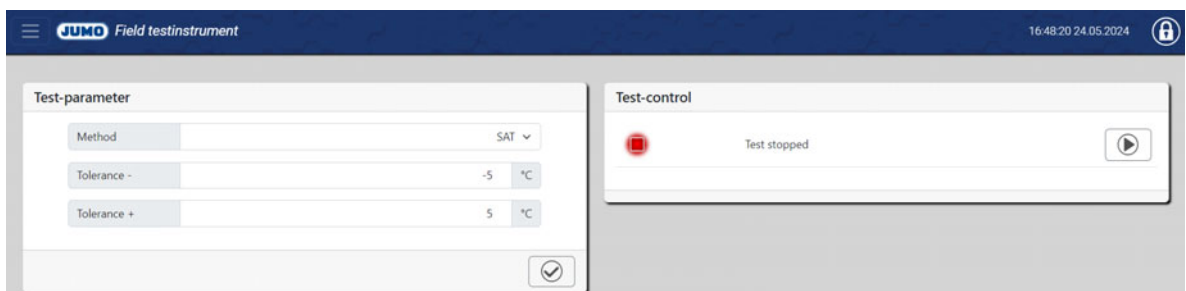 JUMO Field testinstrument 16:48:20 24.05.2024
Test-parameter
Method SAT
Tolerance - -5 °C
Tolerance + 5 °C
Test-control
Test stopped